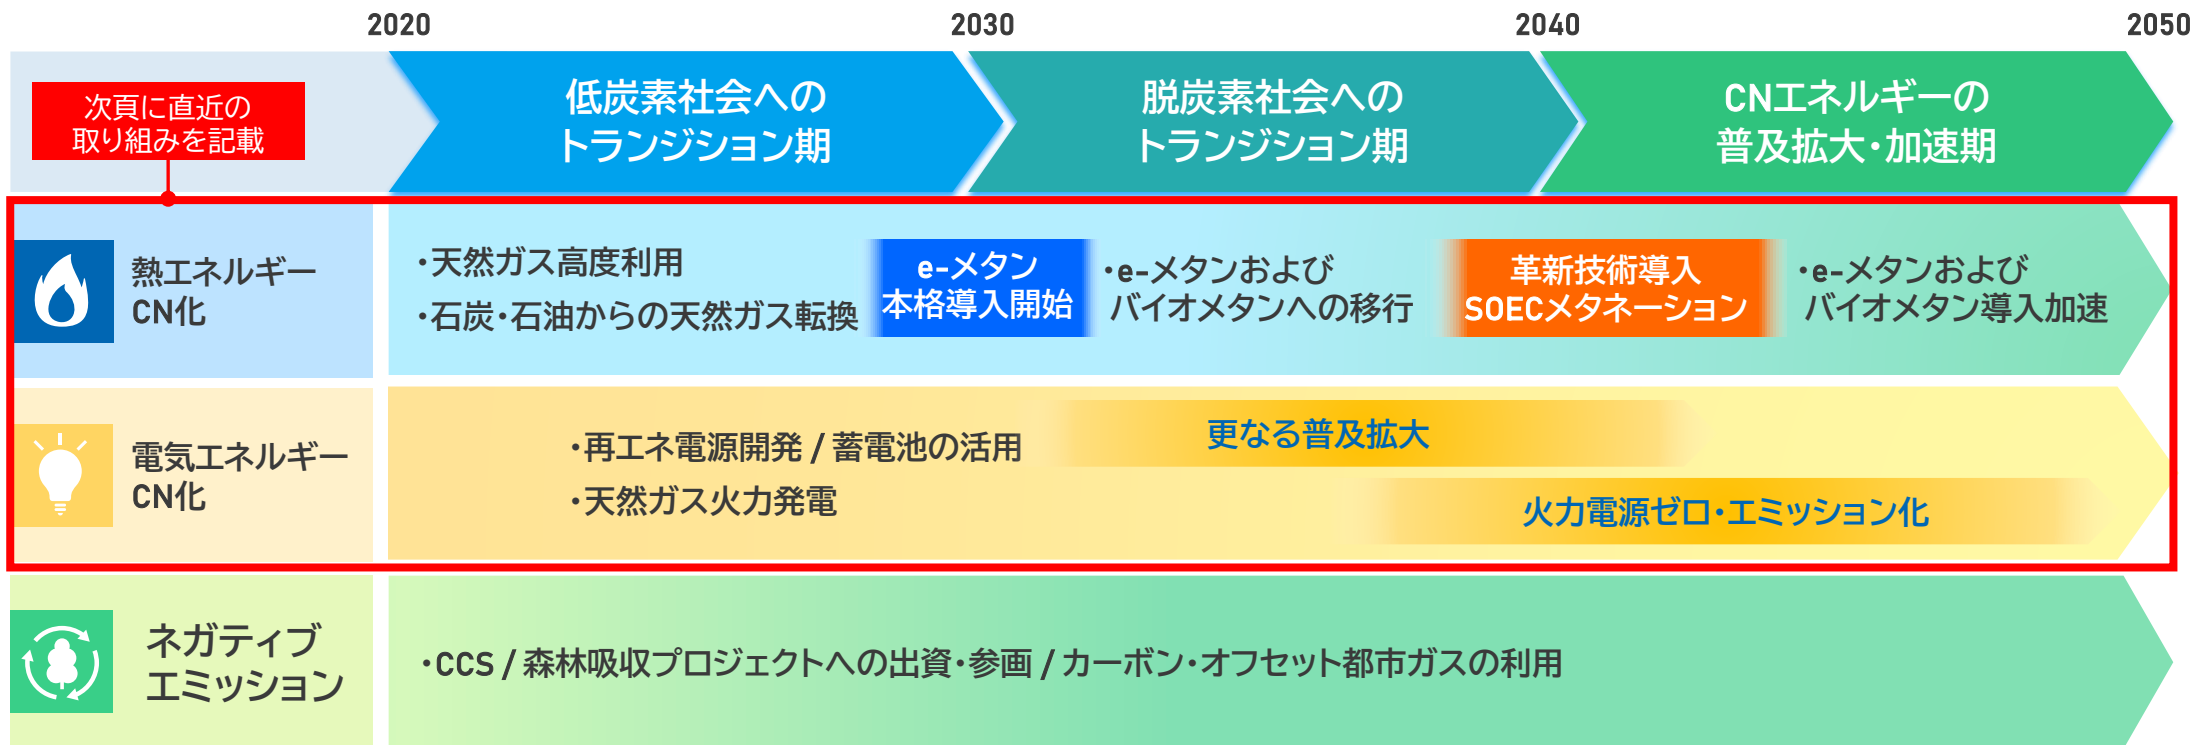 2020
2030
2040
2050
次頁に直近の
取り組みを記載
低炭素社会への
トランジション期
脱炭素社会への
トランジション期
CNエネルギーの
普及拡大・加速期
熱エネルギー
CN化
・天然ガス高度利用
・石炭・石油からの天然ガス転換
e-メタン
本格導入開始
・e-メタンおよび
バイオメタンへの移行
革新技術導入
SOECメタネーション
・e-メタンおよび
バイオメタン導入加速
電気エネルギー
CN化
・再エネ電源開発 / 蓄電池の活用
・天然ガス火力発電
更なる普及拡大
火力電源ゼロ・エミッション化
ネガティブ
エミッション
・CCS / 森林吸収プロジェクトへの出資・参画 / カーボン・オフセット都市ガスの利用